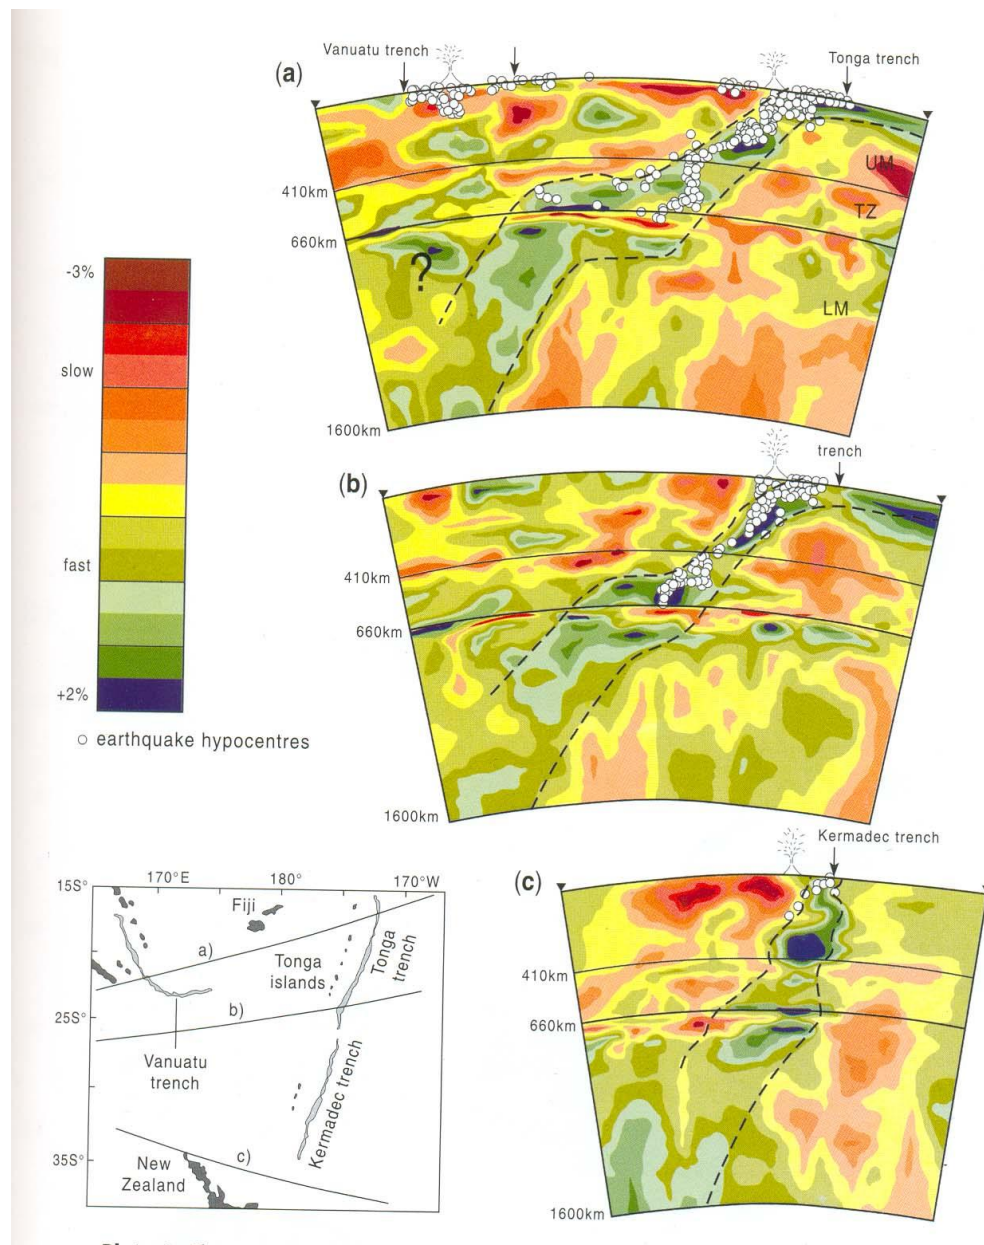 Vanuatu trench
Tonga trench
(a)
UM
410km
TZ
660km
?
LM
1600km
-3%
slow
fast
+2%
earthquake hypocentres
(b)
trench
410km
660km
1600km
Kermadec trench
(c)
410km
660km
1600km
170°E
180°
170°W
15S°
Fiji
a)
Tonga
islands
Tonga
trench
b)
25S°
Vanuatu
trench
Kermadec trench
35S°
c)
New
Zealand